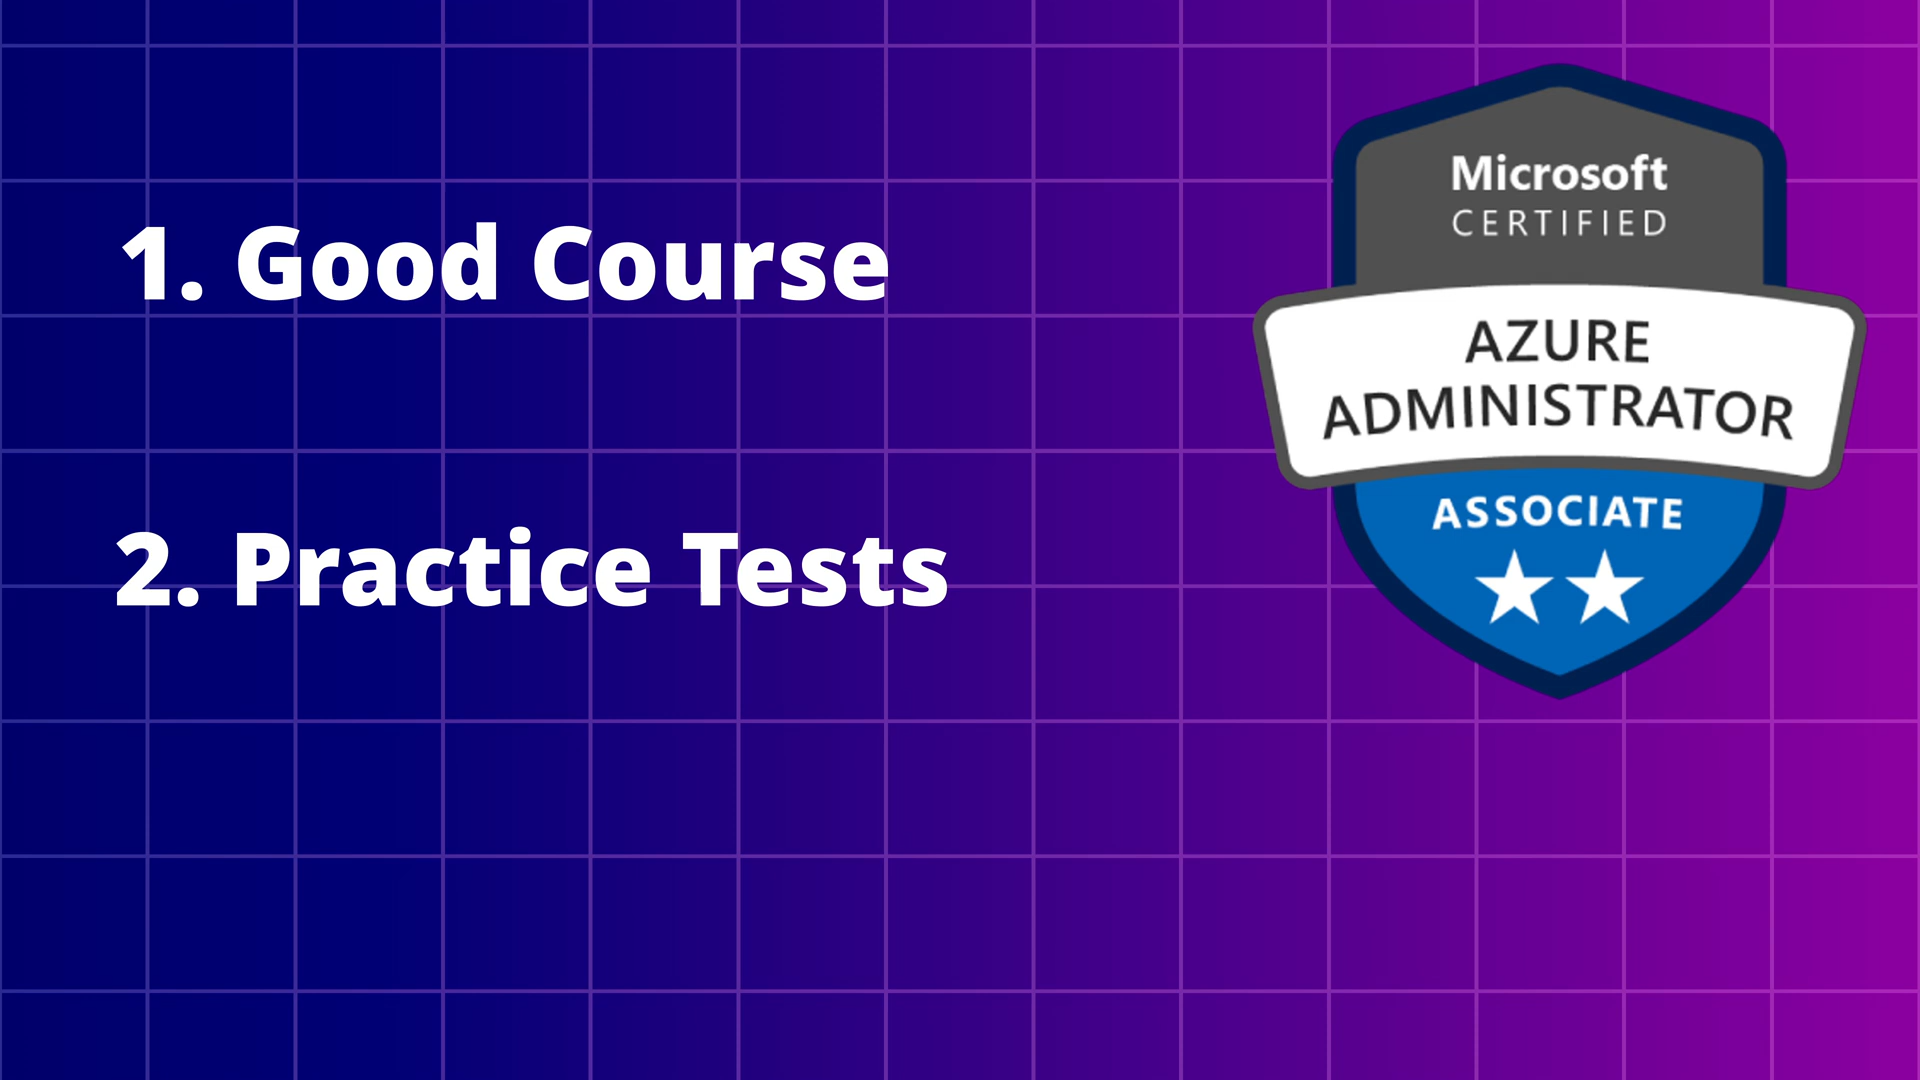 1. Good Course
2. Practice Tests
Microsoft
CERTIFIED
AZURE
ADMINISTRATOR
ASSOCIATE